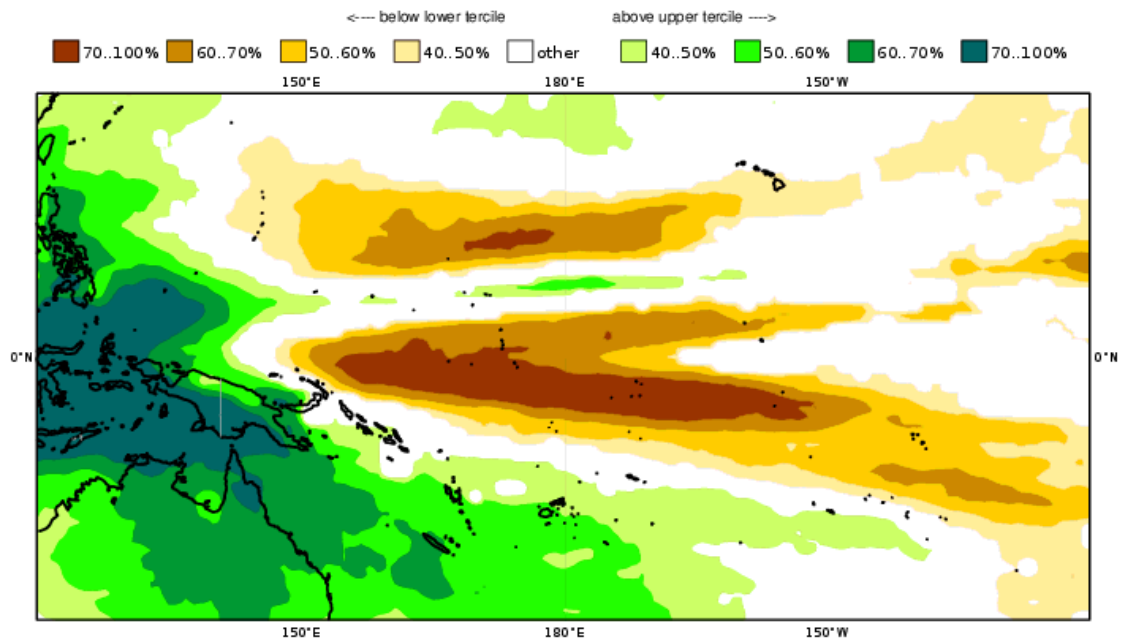 <---- below lower tercile above upper tercile ---->
70..100% 60..70% 50..60% 40..50% other 40..50% 50..60% 60..70% 70..100%
150°E 180°E 150°W
0°N 0°N
150°E 180°E 150°W